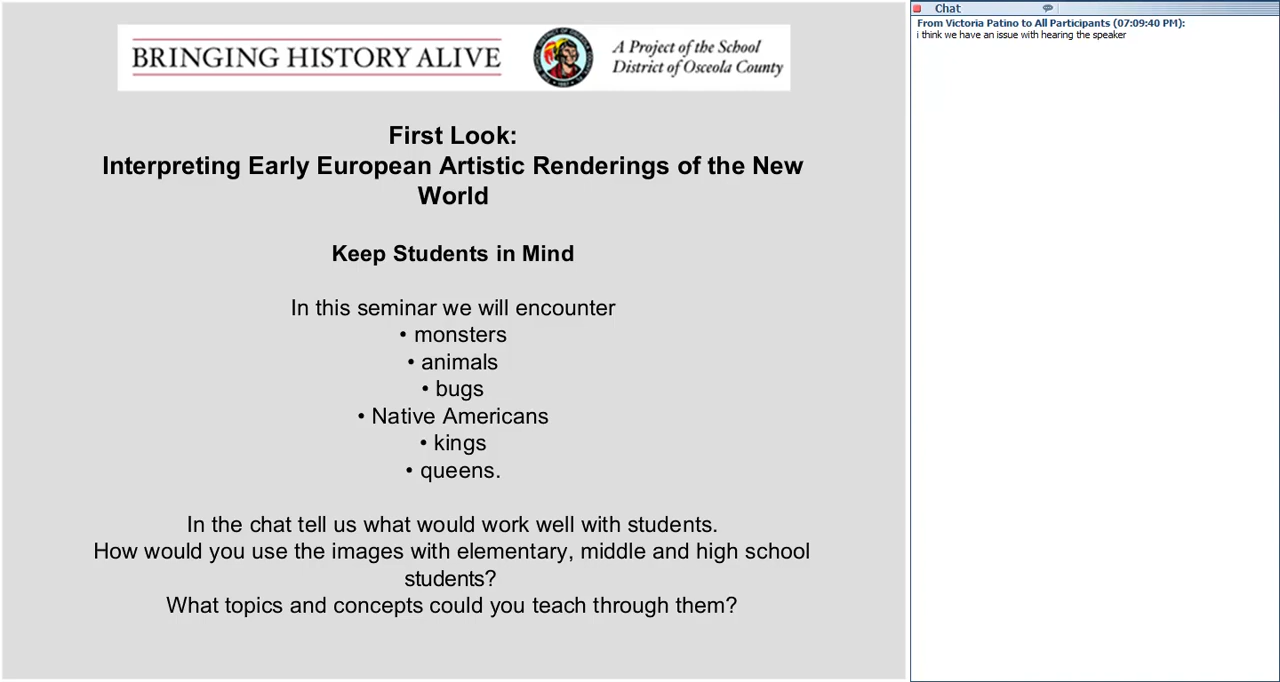 BRINGING HISTORY ALIVE
A Project of the School
District of Osceola County
First Look:
Interpreting Early European Artistic Renderings of the New
World
Keep Students in Mind
In this seminar we will encounter
• monsters
• animals
• bugs
• Native Americans
• kings
• queens.
In the chat tell us what would work well with students.
How would you use the images with elementary, middle and high school
students?
What topics and concepts could you teach through them?
Chat
From Victoria Patino to All Participants (07:09:40 PM):
i think we have an issue with hearing the speaker